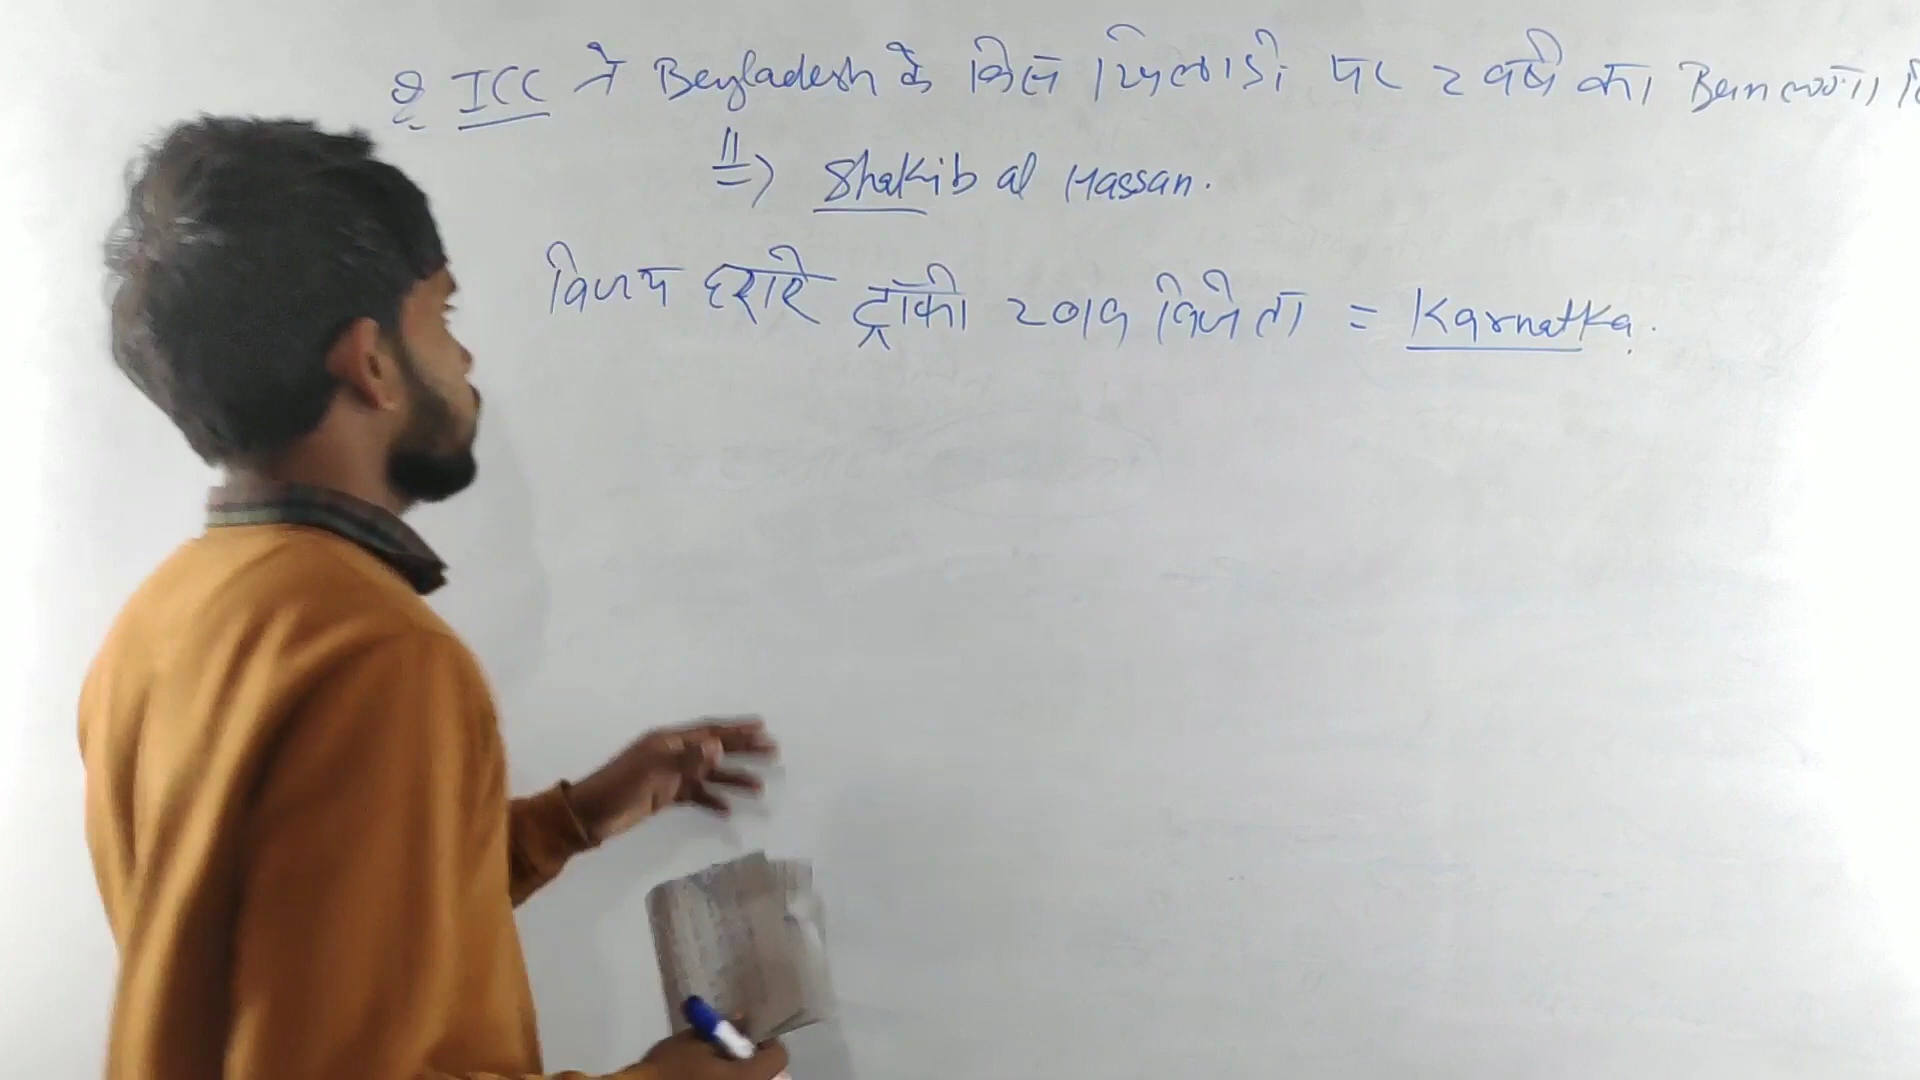 Q ICC ने Bangladesh के किस खिलाडी पर 2 वर्षो का Ban लगाया
=) Shakib al Hassan.
विजय हजारे ट्रॉफी 2019 विजेता = Karnatka.